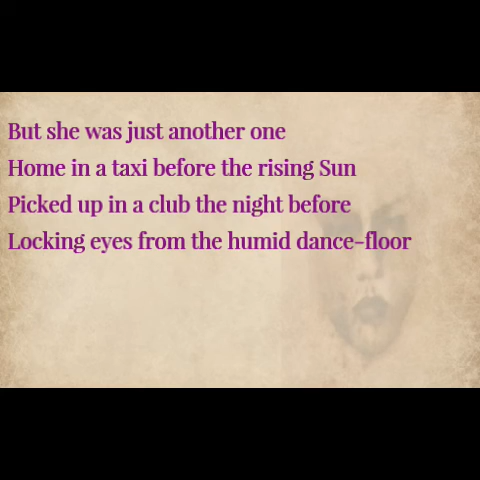 But she was just another one
Home in a taxi before the rising Sun
Picked up in a club the night before
Locking eyes from the humid dance-floor